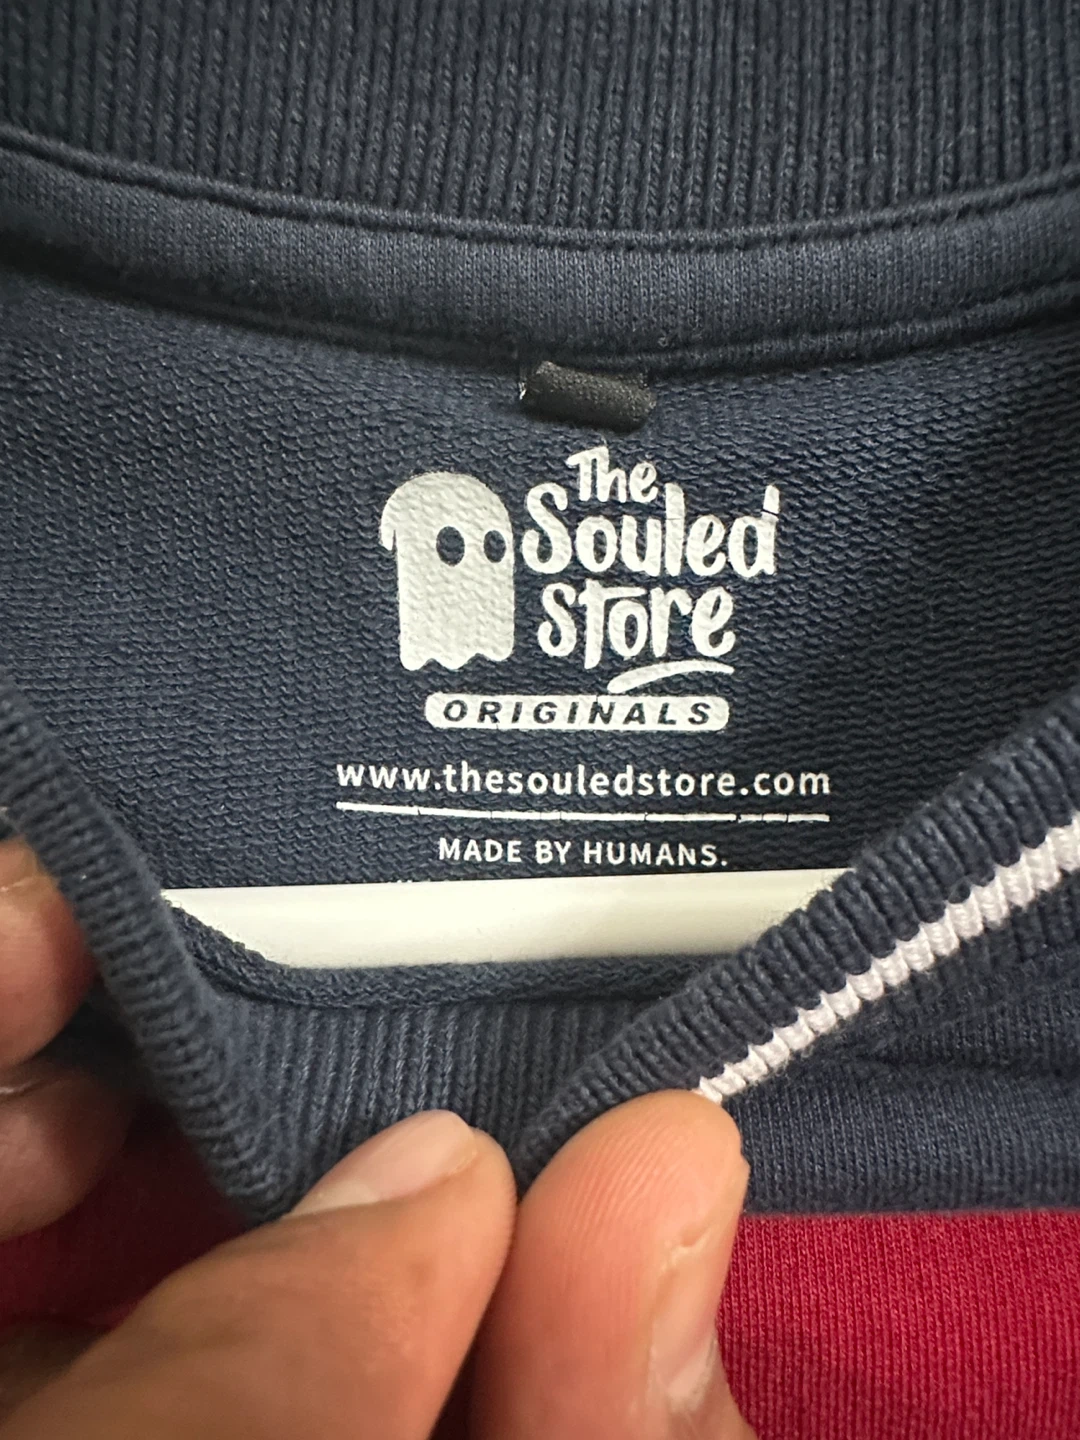 The
Souled
Store
ORIGINALS
www.thesouledstore.com
MADE BY HUMANS.